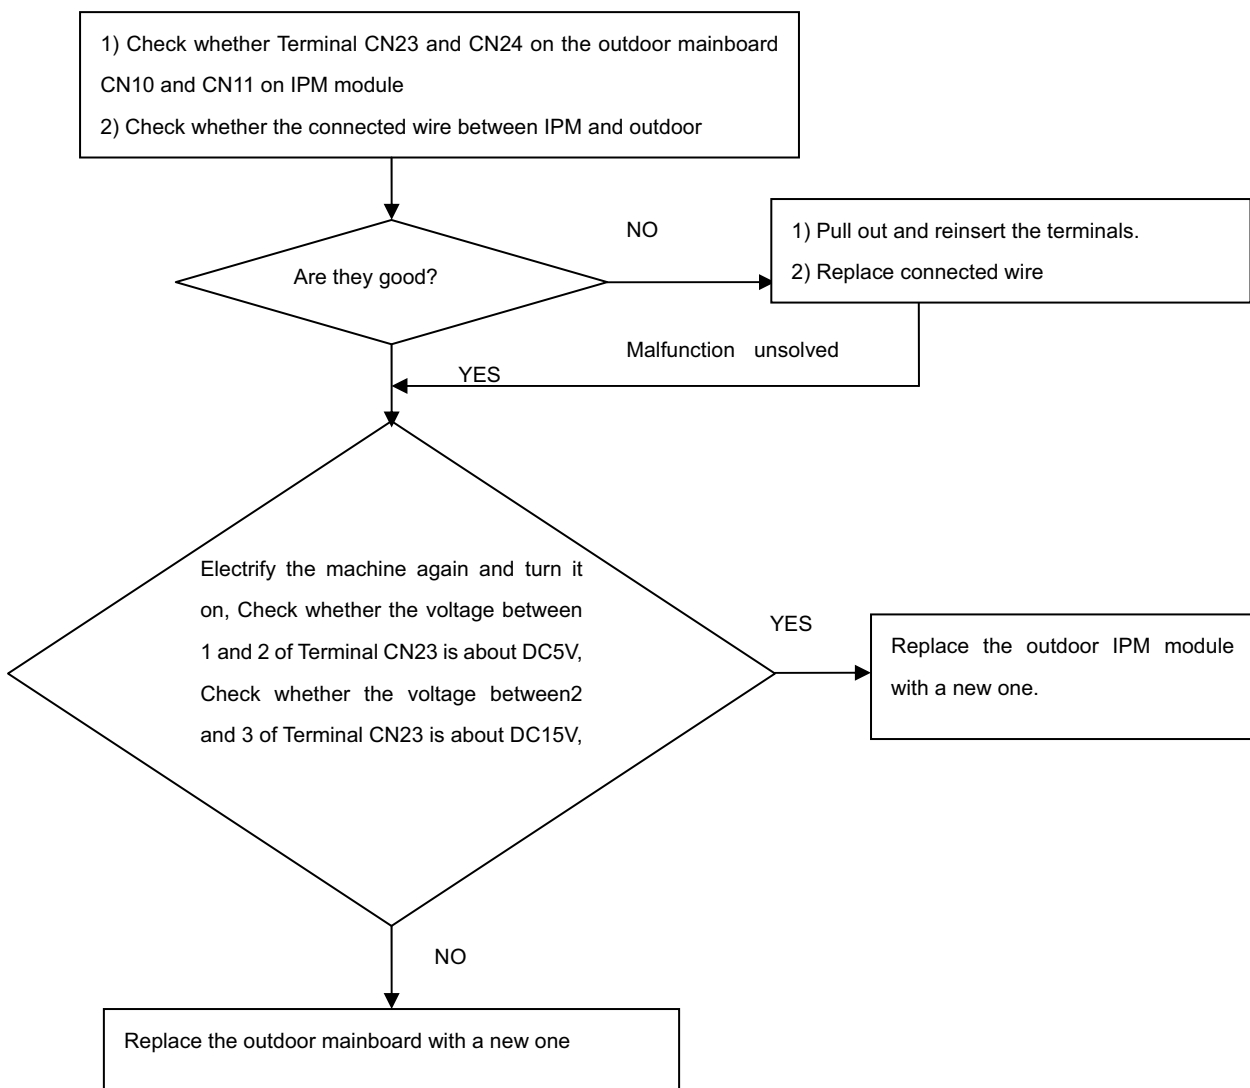 1) Check whether Terminal CN23 and CN24 on the outdoor mainboard
CN10 and CN11 on IPM module
2) Check whether the connected wire between IPM and outdoor
NO
1) Pull out and reinsert the terminals.
2) Replace connected wire
Are they good?
Malfunction unsolved
YES
Electrify the machine again and turn it
on, Check whether the voltage between
1 and 2 of Terminal CN23 is about DC5V,
Check whether the voltage between2
and 3 of Terminal CN23 is about DC15V,
YES
Replace the outdoor IPM module
with a new one.
NO
Replace the outdoor mainboard with a new one